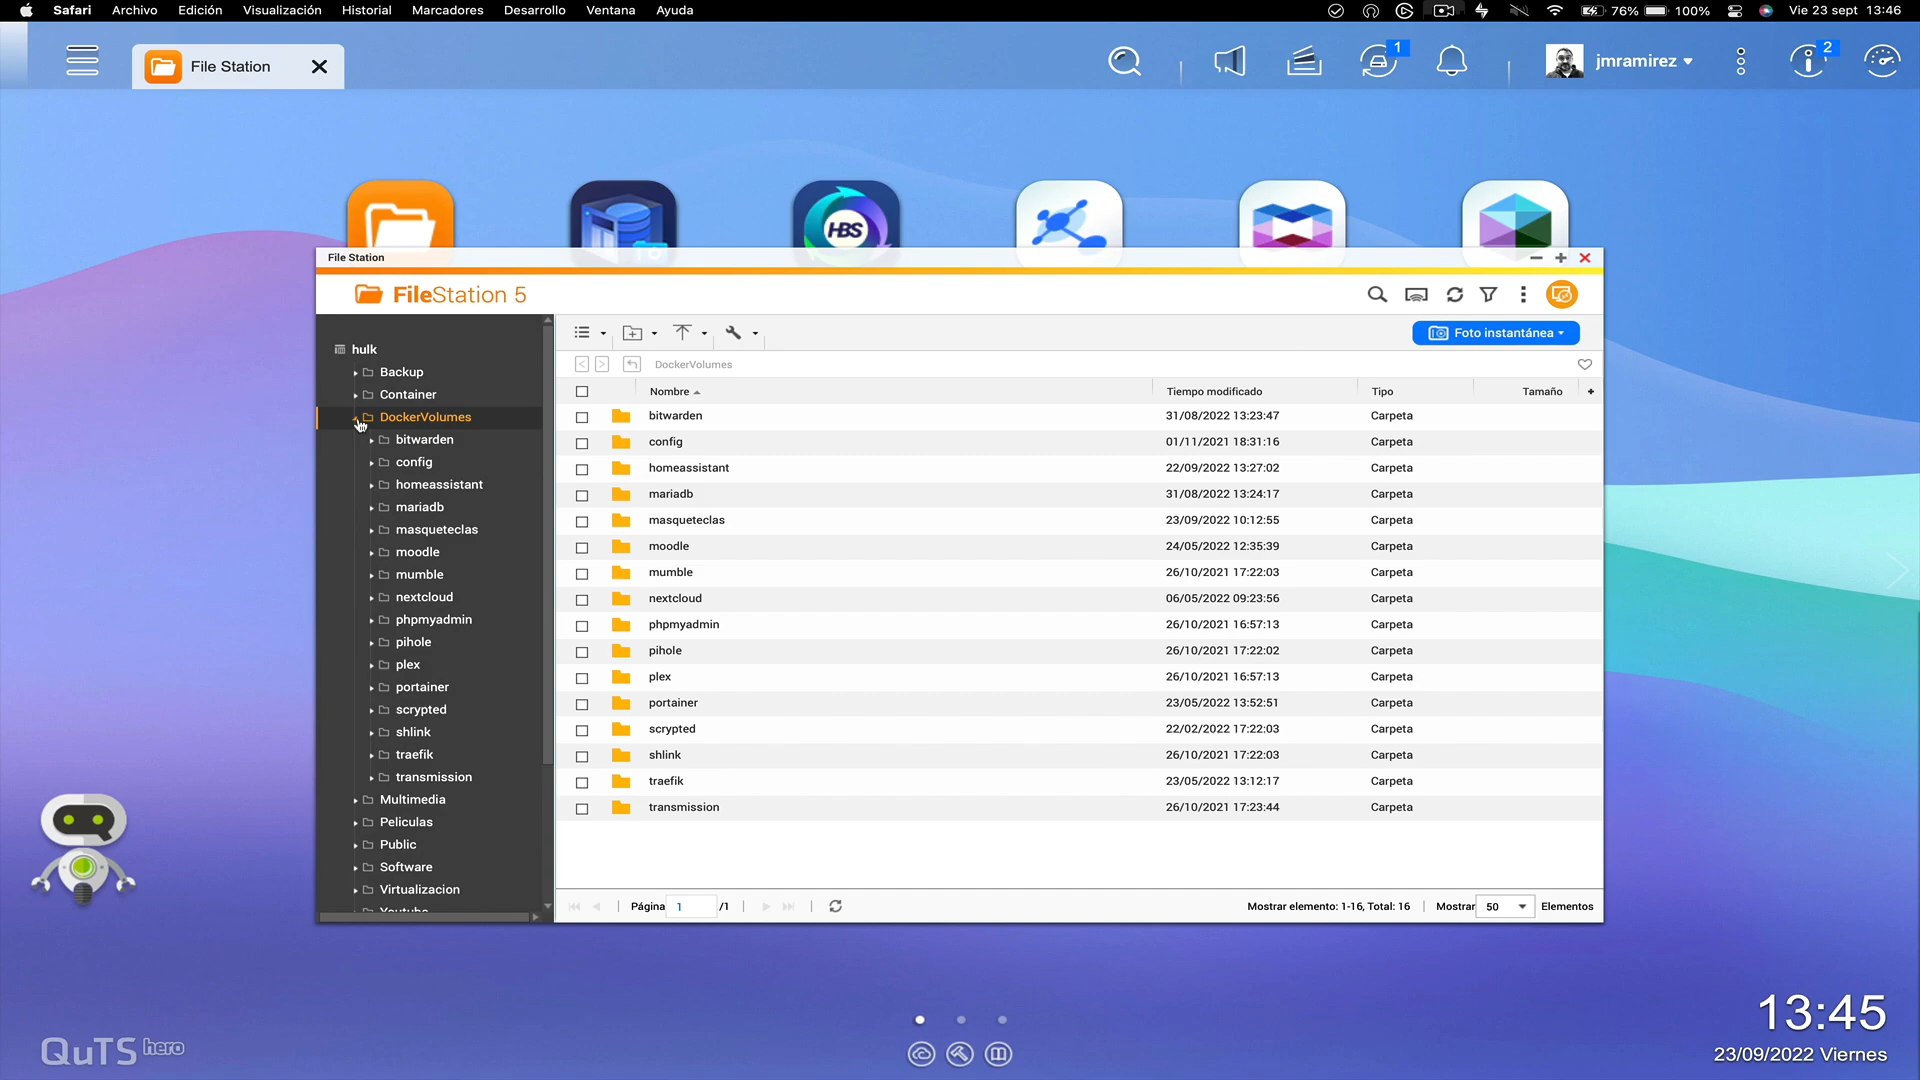 Safari Archivo Edición Visualización Historial Marcadores Desarrollo Ventana Ayuda 76% 100% Vie 23 sept 13:46
File Station
1
jmramirez
2
HBS
File Station
FileStation 5
Foto instantánea
DockerVolumes
hulk
Backup
Container
DockerVolumes
bitwarden
config
homeassistant
mariadb
masqueteclas
moodle
mumble
nextcloud
phpmyadmin
pihole
plex
portainer
scrypted
shlink
traefik
transmission
Multimedia
Peliculas
Public
Software
Virtualizacion
Youtube
Nombre Tiempo modificado Tipo Tamaño
bitwarden 31/08/2022 13:23:47 Carpeta
config 01/11/2021 18:31:16 Carpeta
homeassistant 22/09/2022 13:27:02 Carpeta
mariadb 31/08/2022 13:24:17 Carpeta
masqueteclas 23/09/2022 10:12:55 Carpeta
moodle 24/05/2022 12:35:39 Carpeta
mumble 26/10/2021 17:22:03 Carpeta
nextcloud 06/05/2022 09:23:56 Carpeta
phpmyadmin 26/10/2021 16:57:13 Carpeta
pihole 26/10/2021 17:22:02 Carpeta
plex 26/10/2021 16:57:13 Carpeta
portainer 23/05/2022 13:52:51 Carpeta
scrypted 22/02/2022 17:22:03 Carpeta
shlink 26/10/2021 17:22:03 Carpeta
traefik 23/05/2022 13:12:17 Carpeta
transmission 26/10/2021 17:23:44 Carpeta
Página 1 /1 Mostrar elemento: 1-16, Total: 16 Mostrar 50 Elementos
13:45
23/09/2022 Viernes
QuTS hero